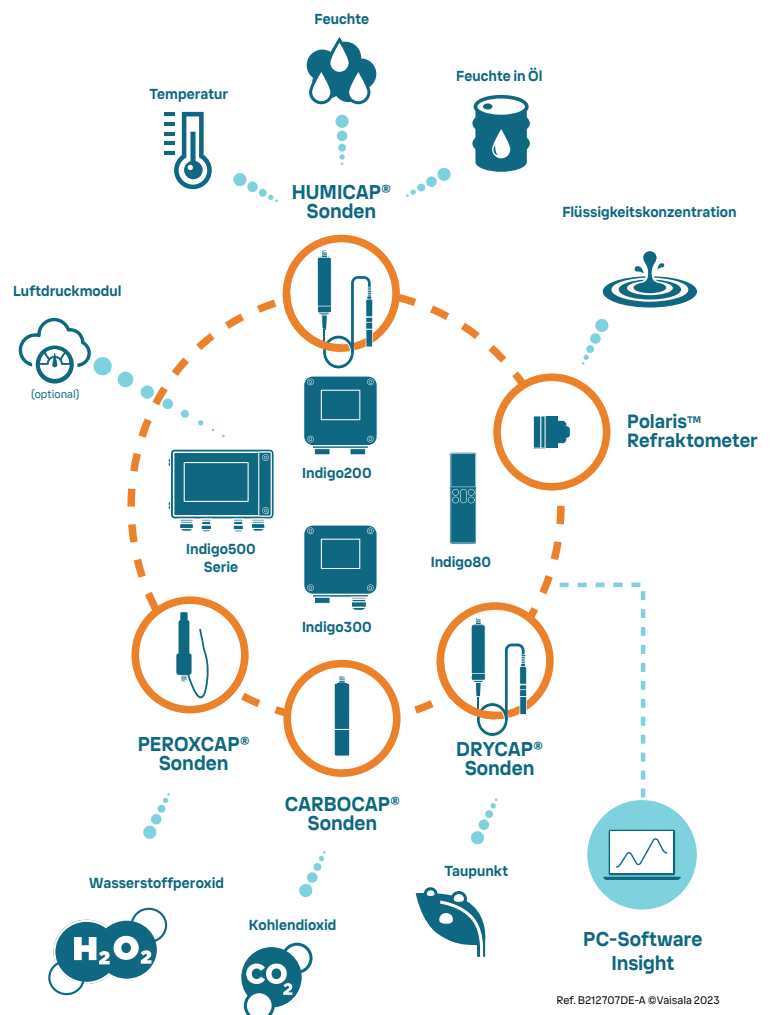 Feuchte
Feuchte in Öl
Temperatur
HUMICAP®
Sonden
Flüssigkeitskonzentration
Luftdruckmodul
(optional)
Polaris™
Refraktometer
Indigo200
Indigo500
Serie
Indigo80
Indigo300
PEROXCAP®
Sonden
DRYCAP®
Sonden
CARBOCAP®
Sonden
Wasserstoffperoxid
H2O2
Kohlendioxid
CO2
Taupunkt
PC-Software
Insight
Ref. B212707DE-A ©Vaisala 2023